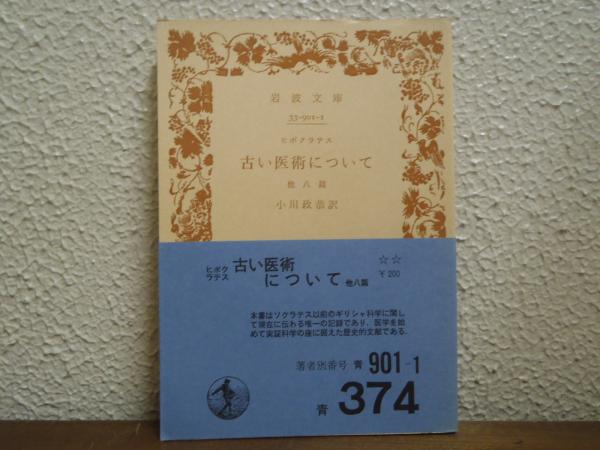 岩波文庫
33-901-1
ヒポクラテス
古い医術について
他八篇
小川政恭訳
ヒポク
ラテス
古い医術
について 他八篇
☆☆
¥200
本書はソクラテス以前のギリシャ科学に関し
て現在に伝わる唯一の記録であり、医学を始
めて実証科学の座に据えた歴史的文献である.
著者別番号 青 901-1
青 374